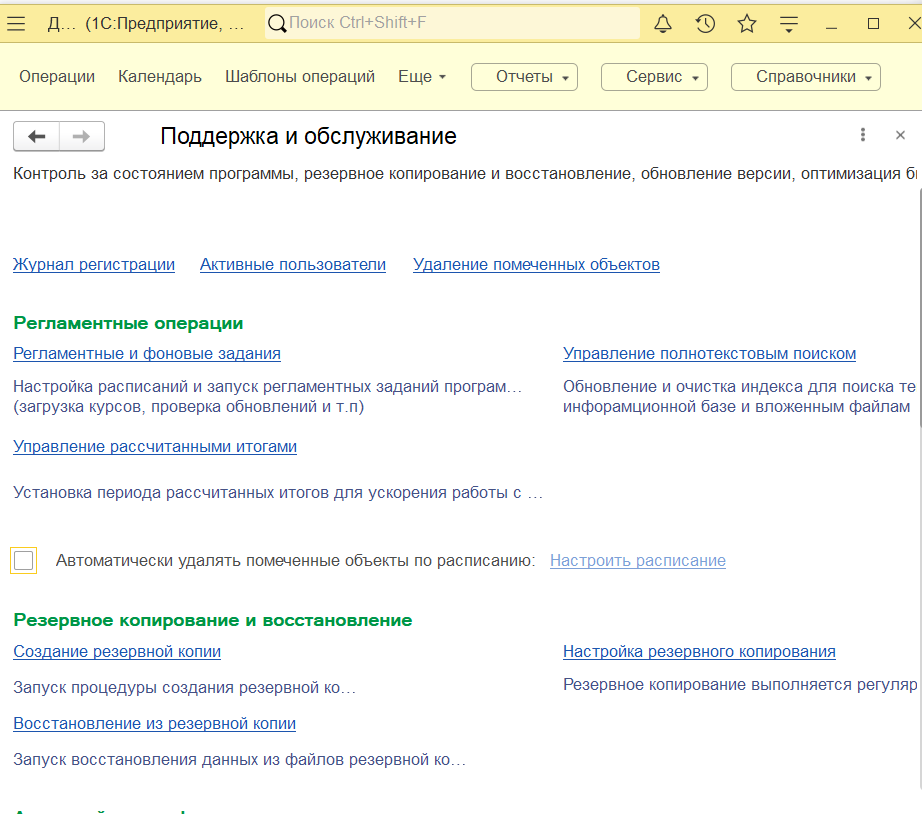 Д... (1С:Предприятие, ... Поиск Ctrl+Shift+F
Операции Календарь Шаблоны операций Еще Отчеты Сервис Справочники
Поддержка и обслуживание
Контроль за состоянием программы, резервное копирование и восстановление, обновление версии, оптимизация
Журнал регистрации Активные пользователи Удаление помеченных объектов
Регламентные операции
Регламентные и фоновые задания Управление полнотекстовым поиском
Настройка расписаний и запуск регламентных заданий програм... Обновление и очистка индекса для поиска те
(загрузка курсов, проверка обновлений и т.п) инфорамционной базе и вложенным файлам
Управление рассчитанными итогами
Установка периода рассчитанных итогов для ускорения работы с ...
Автоматически удалять помеченные объекты по расписанию: Настроить расписание
Резервное копирование и восстановление
Создание резервной копии Настройка резервного копирования
Запуск процедуры создания резервной ко... Резервное копирование выполняется регуляр
Восстановление из резервной копии
Запуск восстановления данных из файлов резервной ко...